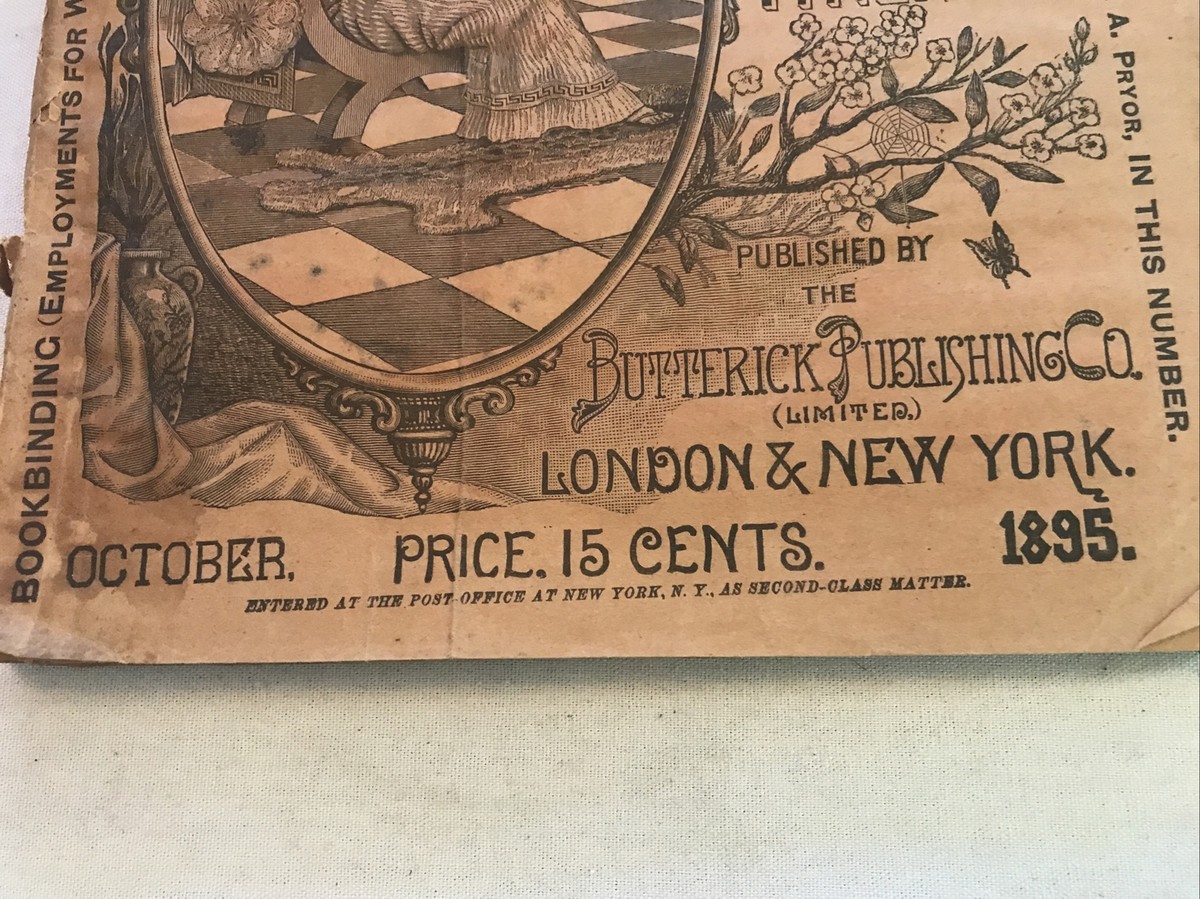 BOOKBINDING (EMPLOYMENTS FOR
A. PRYOR, IN THIS NUMBER.
PUBLISHED BY
THE
BUTTERICK PUBLISHING CO.
(LIMITED.)
LONDON & NEW YORK.
OCTOBER, PRICE. 15 CENTS. 1895.
ENTERED AT THE POST-OFFICE AT NEW YORK, N. Y., AS SECOND-CLASS MATTER.